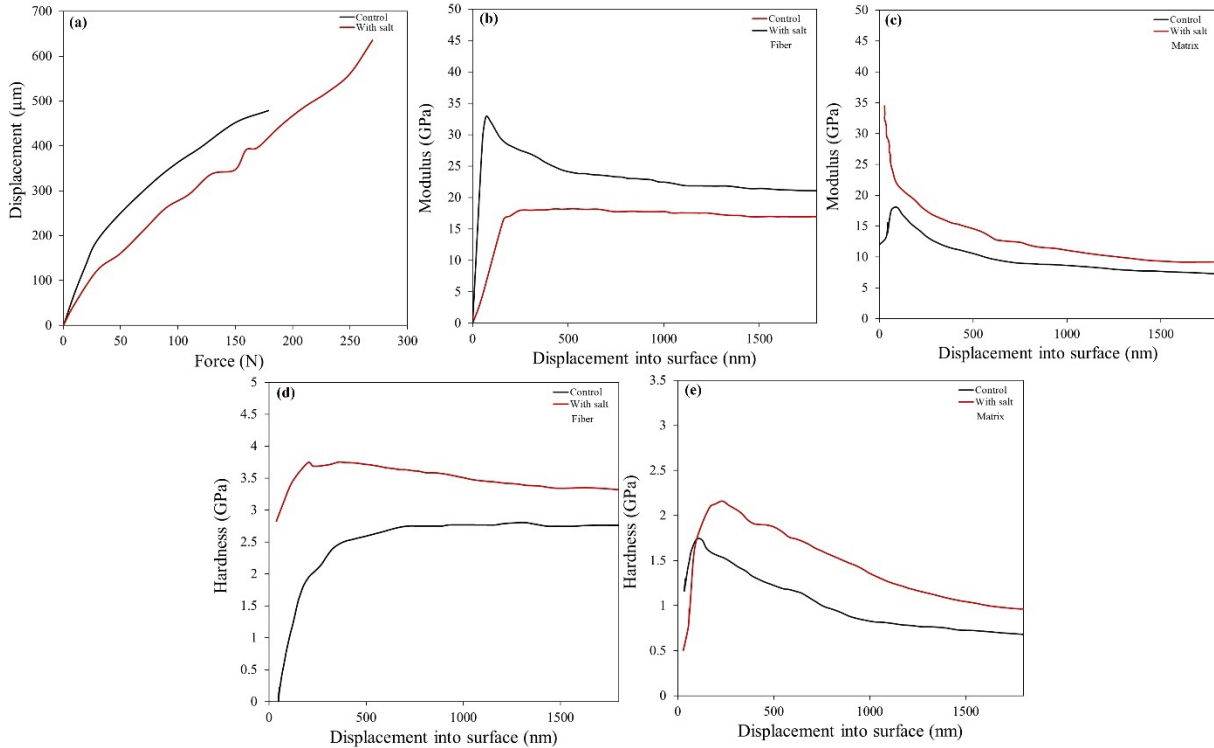 (a)
Control
With salt
700
600
500
400
300
200
100
0
Displacement (µm)
0 50 100 150 200 250 300
Force (N)
(b)
Control
With salt
Fiber
50
45
40
35
30
25
20
15
10
5
0
Modulus (GPa)
0 500 1000 1500
Displacement into surface (nm)
(c)
Control
With salt
Matrix
50
45
40
35
30
25
20
15
10
5
0
Modulus (GPa)
0 500 1000 1500
Displacement into surface (nm)
(d)
Control
With salt
Fiber
5
4.5
4
3.5
3
2.5
2
1.5
1
0.5
0
Hardness (GPa)
0 500 1000 1500
Displacement into surface (nm)
(e)
Control
With salt
Matrix
3.5
3
2.5
2
1.5
1
0.5
0
Hardness (GPa)
0 500 1000 1500
Displacement into surface (nm)